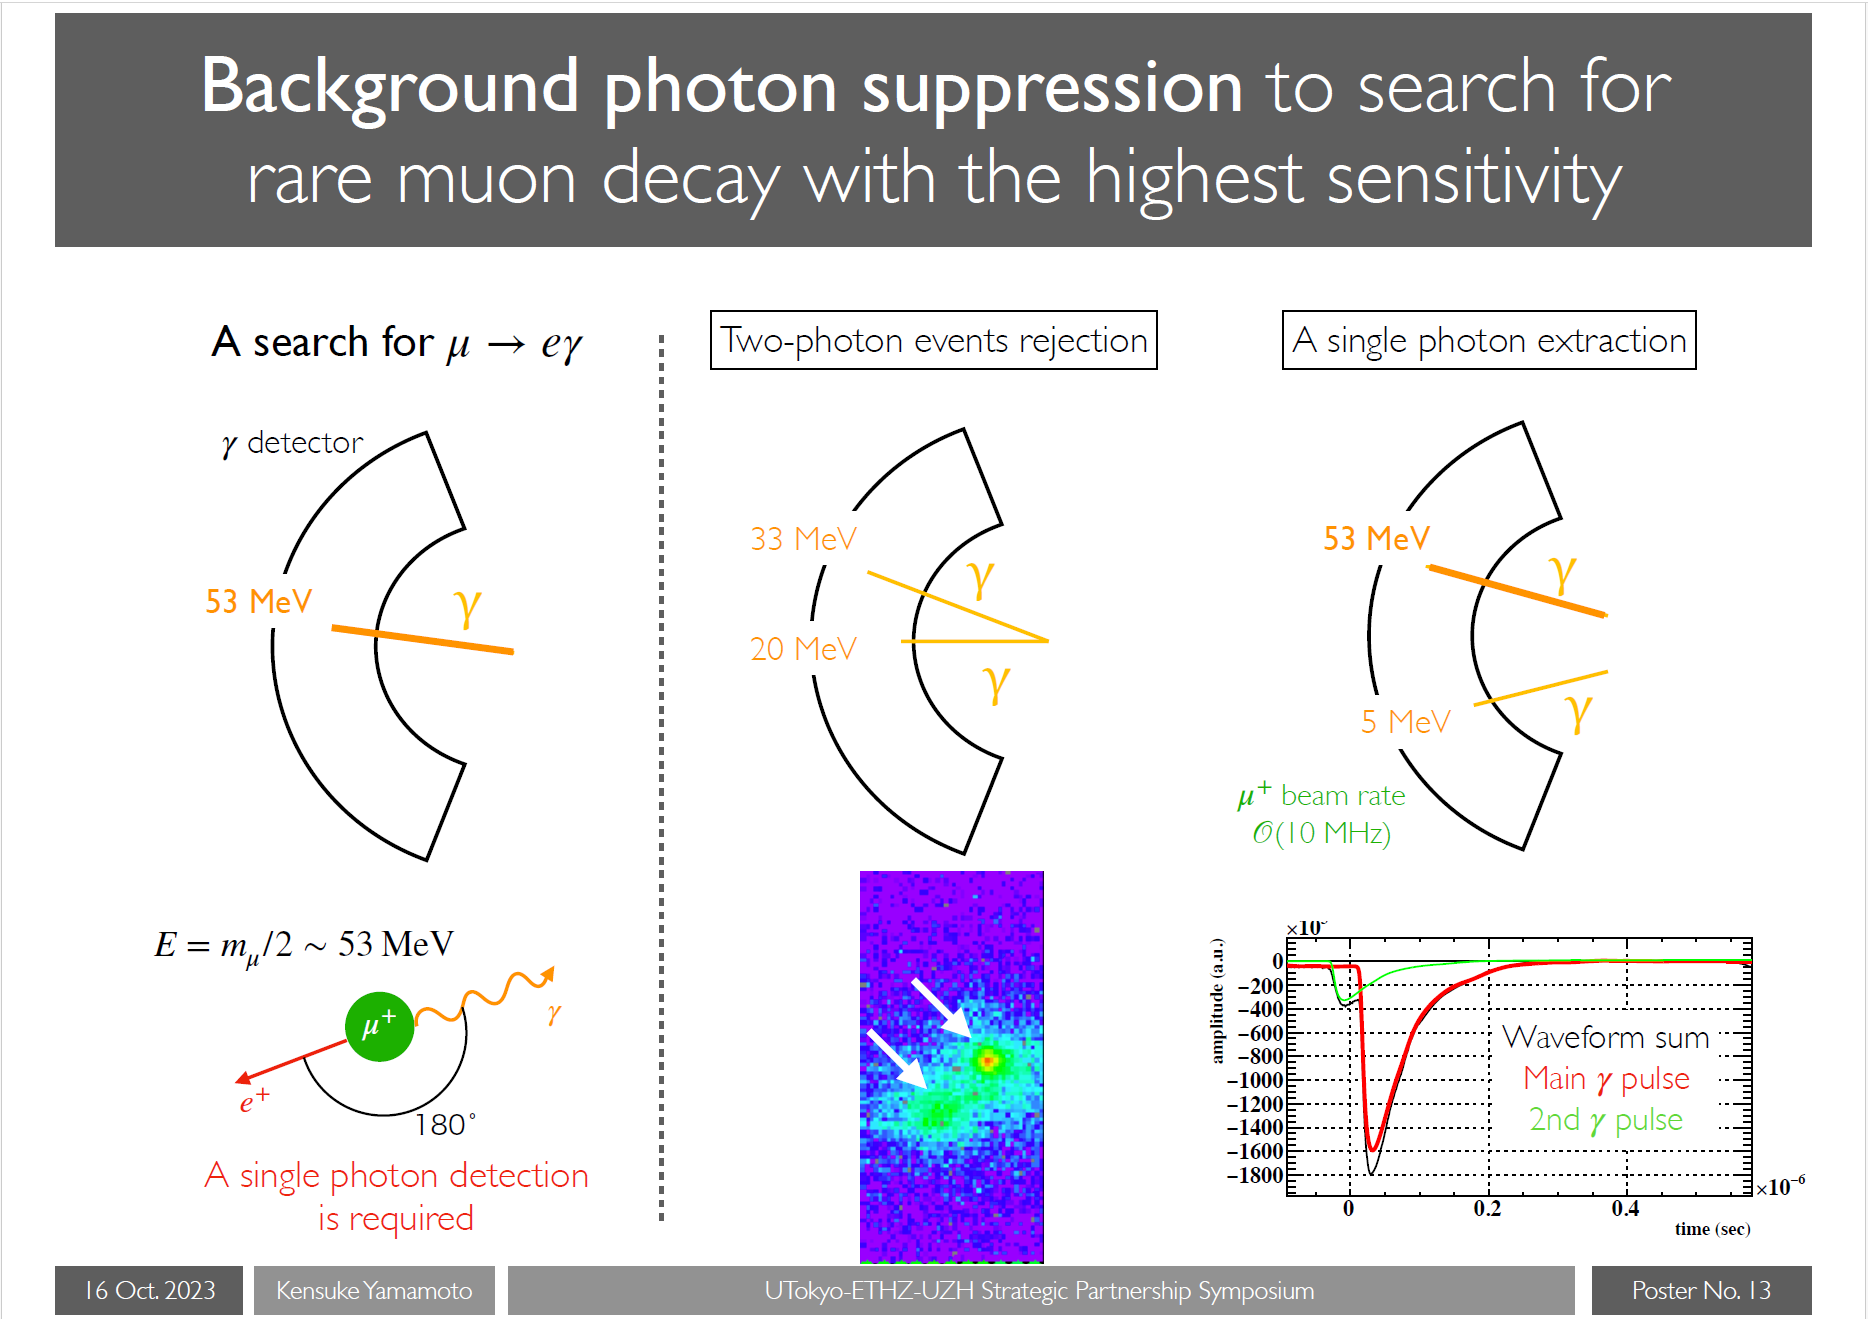 Background photon suppression to search for
rare muon decay with the highest sensitivity
A search for μ → eγ
γ detector
53 MeV
γ
E = mμ/2 ~ 53 MeV
μ+
γ
e+
180°
A single photon detection
is required
Two-photon events rejection
33 MeV
γ
20 MeV
γ
A single photon extraction
53 MeV
γ
5 MeV
γ
μ+ beam rate
𝒪(10 MHz)
amplitude (a.u.)
0
−200
−400
−600
−800
−1000
−1200
−1400
−1600
−1800
Waveform sum
Main γ pulse
2nd γ pulse
×10⁻⁶
0 0.2 0.4
time (sec)
16 Oct. 2023
Kensuke Yamamoto
UTokyo-ETHZ-UZH Strategic Partnership Symposium
Poster No. 13